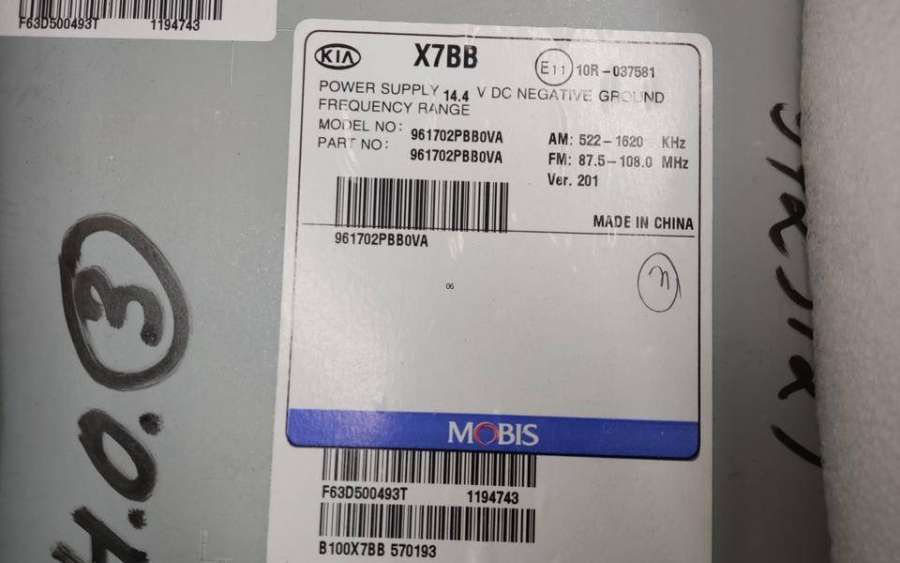 F63D500493T 1194743
KIA X7BB E11 10R-037581
POWER SUPPLY 14.4 V DC NEGATIVE GROUND
FREQUENCY RANGE
MODEL NO: 961702PBB0VA AM: 522-1620 KHz
PART NO: 961702PBB0VA FM: 87.5-108.0 MHz
Ver. 201
MADE IN CHINA
961702PBB0VA
06
3
H.O.
MOBIS
F63D500493T 1194743
B100X7BB 570193